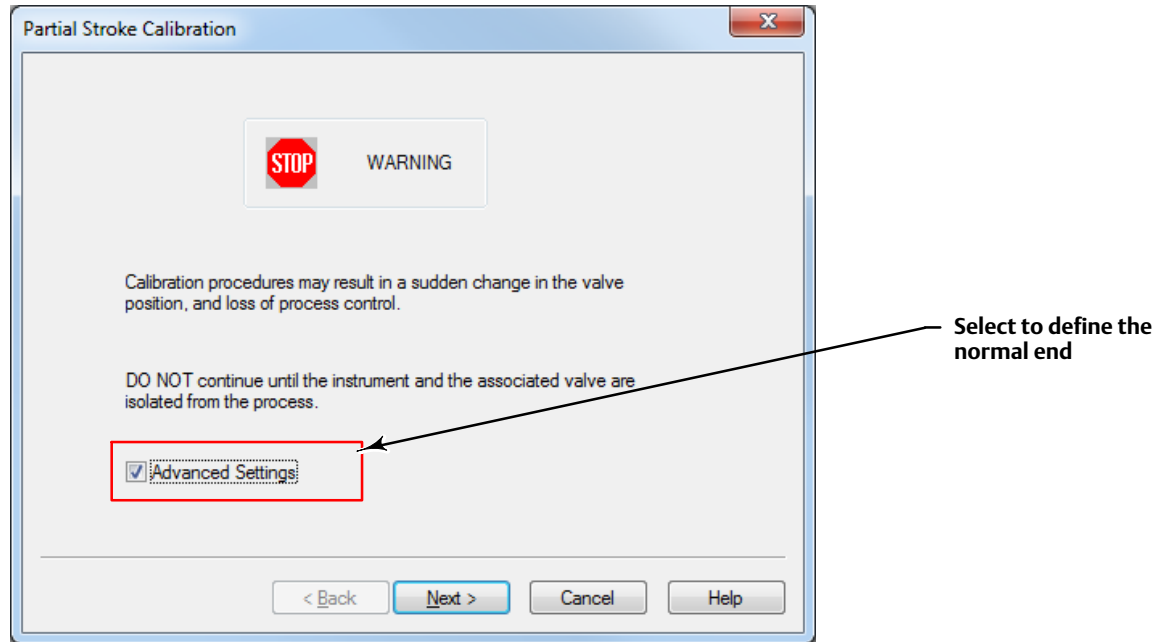 Partial Stroke Calibration
STOP
WARNING
Calibration procedures may result in a sudden change in the valve
position, and loss of process control.
Select to define the
normal end
DO NOT continue until the instrument and the associated valve are
isolated from the process.
Advanced Settings
< Back
Next >
Cancel
Help